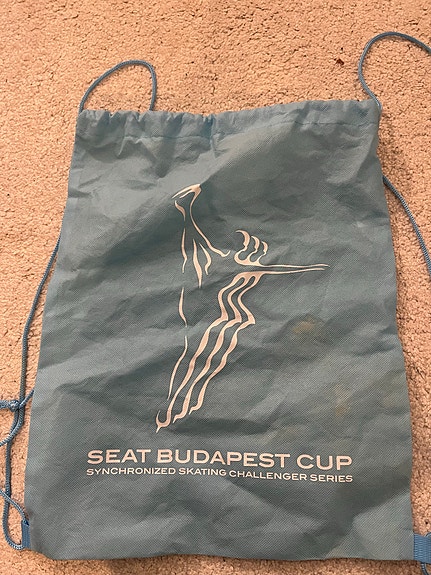 SEAT BUDAPEST CUP
SYNCHRONIZED SKATING CHALLENGER SERIES